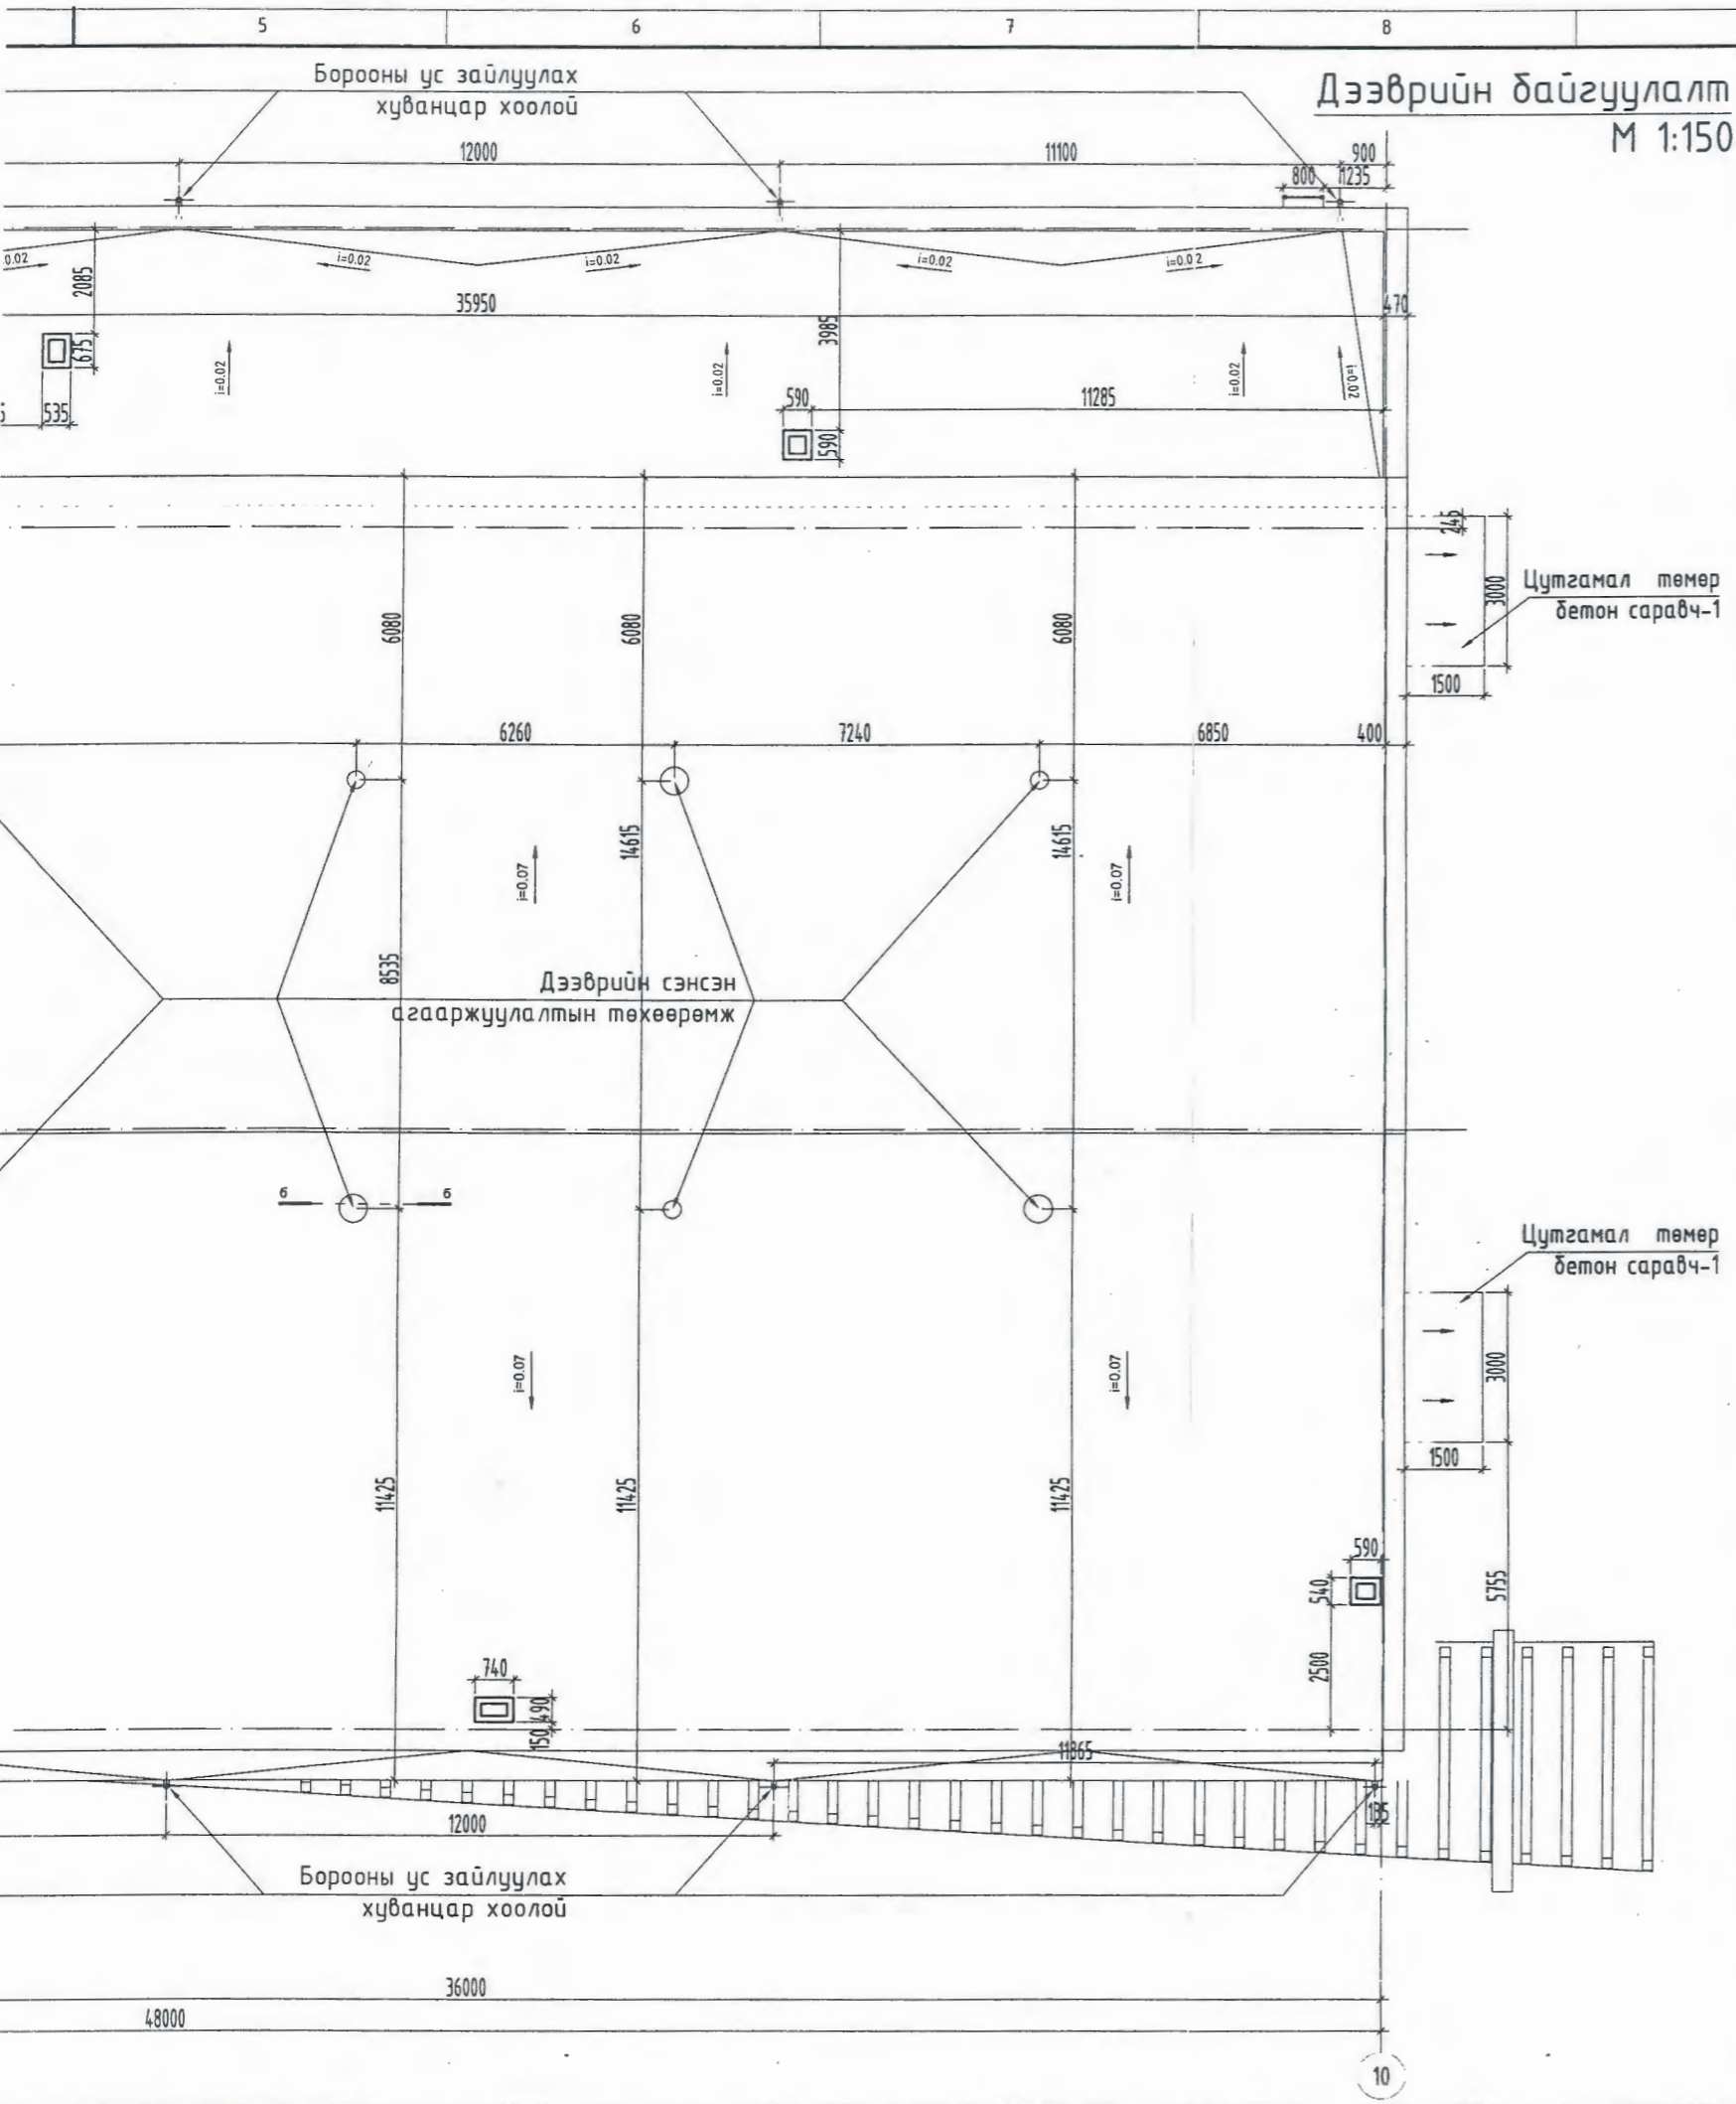 5 6 7 8
Борооны ус зайлуулах
хуванцар хоолой
Дээврийн байгуулалт
М 1:150
12000 11100 900
800 1235
i=0.02 i=0.02 i=0.02 i=0.02
2085
35950 470
3985
675
i=0.02 i=0.02 i=0.02 i=0.02
535 590 11285
590
245
3000
Цутгамал төмөр
бетон саравч-1
6080 6080 6080
1500
6260 7240 6850 400
14615 14615
i=0.07 i=0.07
8535
Дээврийн сэнсэн
агааржуулалтын төхөөрөмж
б б
Цутгамал төмөр
бетон саравч-1
3000
i=0.07 i=0.07
1500
11425 11425 11425
590
540
5755
2500
740
490
150
11865
135
12000
Борооны ус зайлуулах
хуванцар хоолой
36000
48000
10